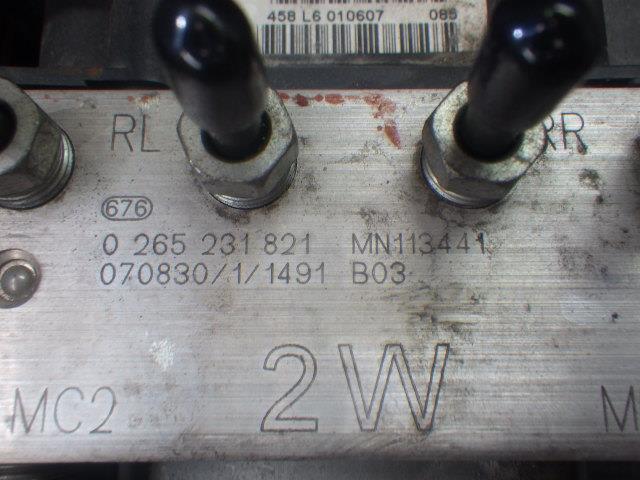 458 L6 010607 085
RL RR
676
0 265 231 821 MN113441
070830/1/1491 B03
2W
MC2 M